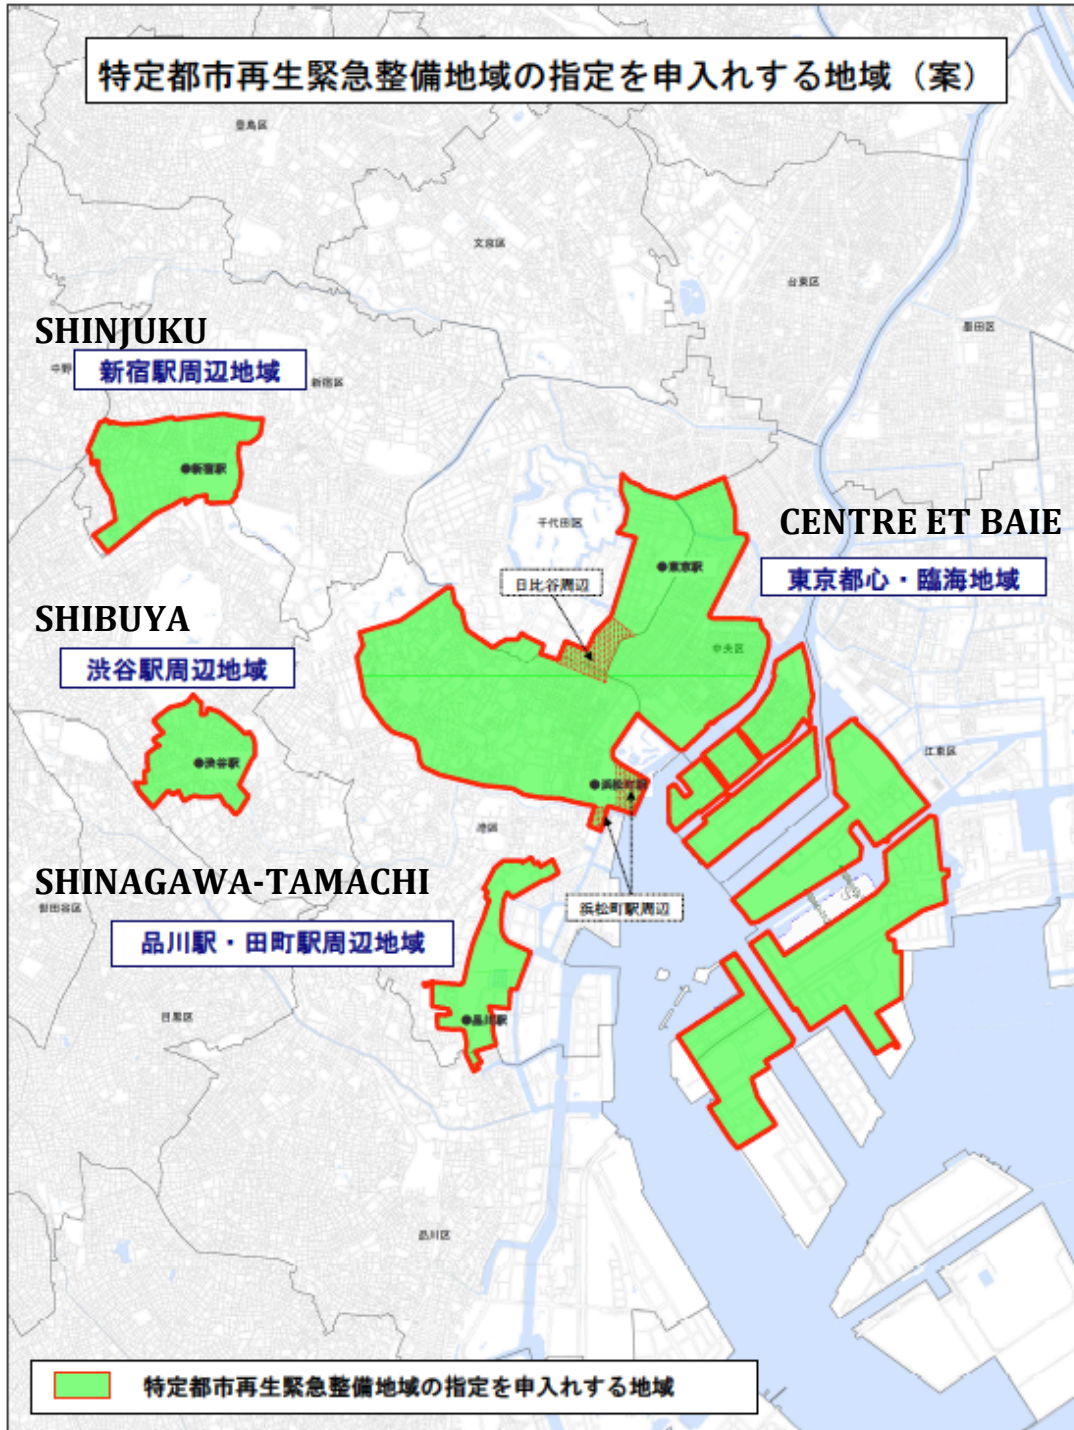 特定都市再生緊急整備地域の指定を申入れする地域（案）
豊島区
文京区
台東区
墨田区
SHINJUKU
中野
新宿駅周辺地域
新宿区
●新宿駅
千代田区
CENTRE ET BAIE
●東京駅
東京都心・臨海地域
日比谷周辺
SHIBUYA
中央区
渋谷駅周辺地域
江東区
●渋谷駅
●浜松町駅
港区
SHINAGAWA-TAMACHI
世田谷区
浜松町駅周辺
品川駅・田町駅周辺地域
目黒区
●品川駅
品川区
特定都市再生緊急整備地域の指定を申入れする地域